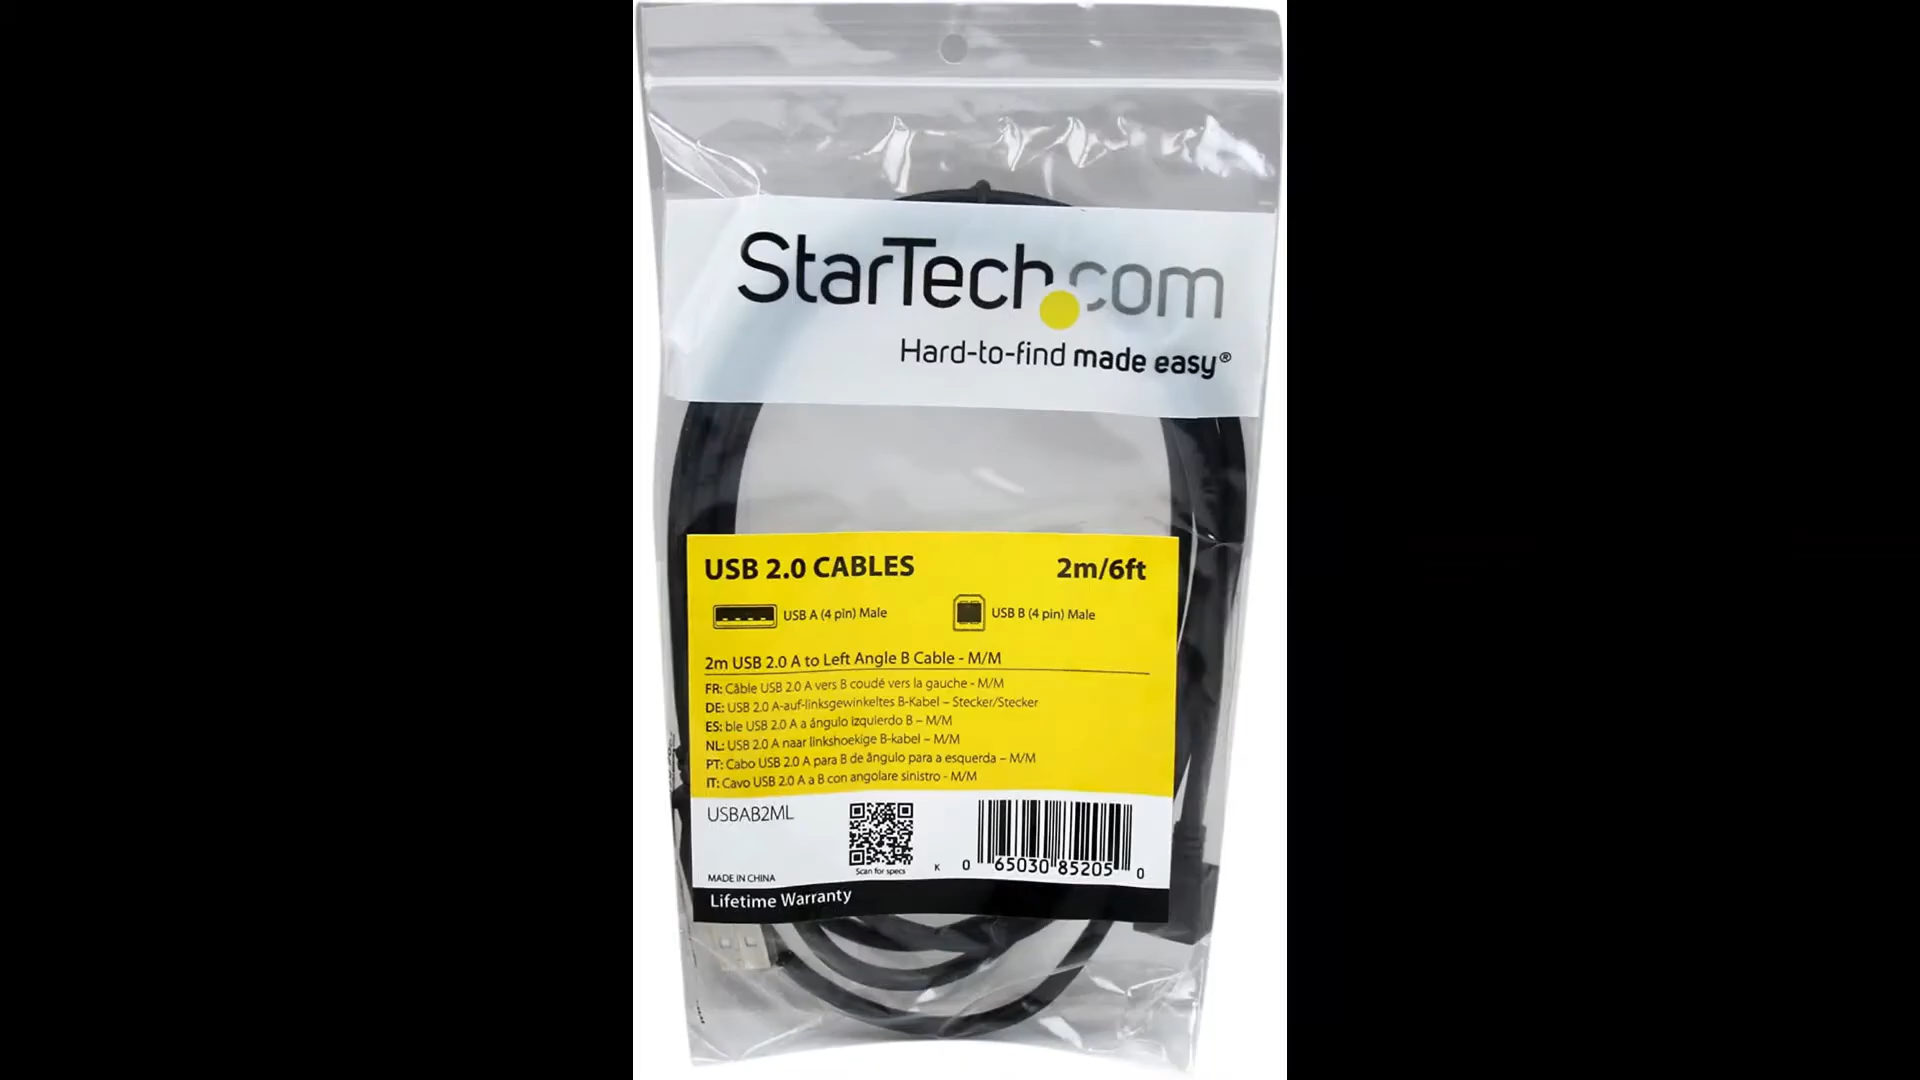 StarTech.com
Hard-to-find made easy®
USB 2.0 CABLES 2m/6ft
USB A (4 pin) Male USB B (4 pin) Male
2m USB 2.0 A to Left Angle B Cable - M/M
FR: Câble USB 2.0 A vers B coudé vers la gauche - M/M
DE: USB 2.0 A-auf-linksgewinkeltes B-Kabel – Stecker/Stecker
ES: ble USB 2.0 A a ángulo izquierdo B – M/M
NL: USB 2.0 A naar linkshoekige B-kabel – M/M
PT: Cabo USB 2.0 A para B de ângulo para a esquerda – M/M
IT: Cavo USB 2.0 A a B con angolare sinistro - M/M
USBAB2ML
Scan for specs
K 0 65030 85205 0
MADE IN CHINA
Lifetime Warranty